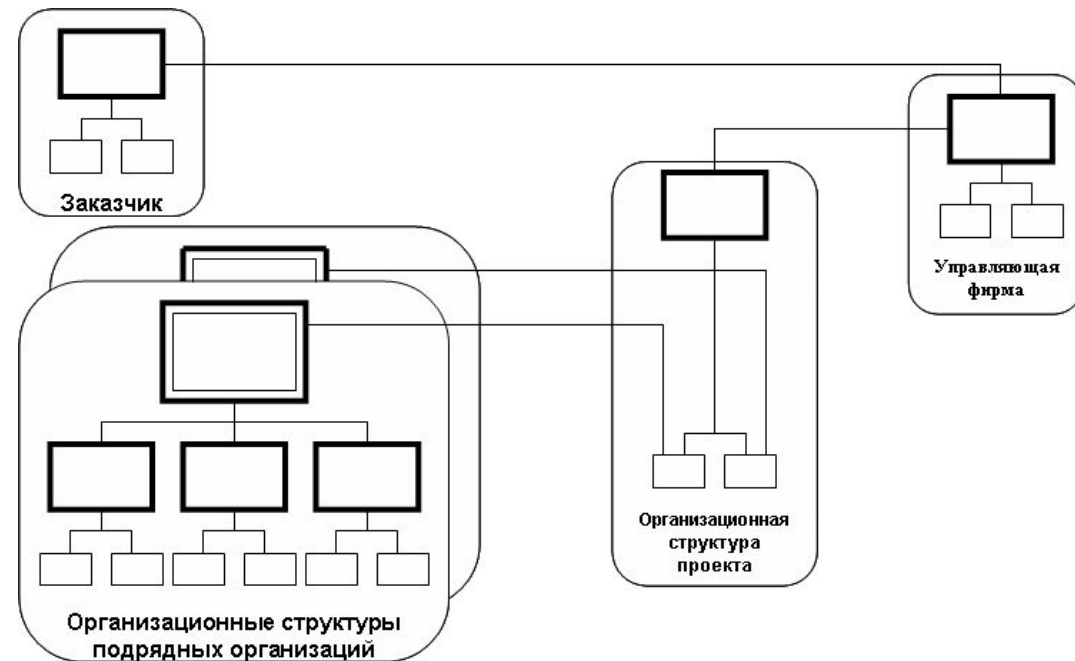 Заказчик
Управляющая
фирма
Организационная
структура
проекта
Организационные структуры
подрядных организаций